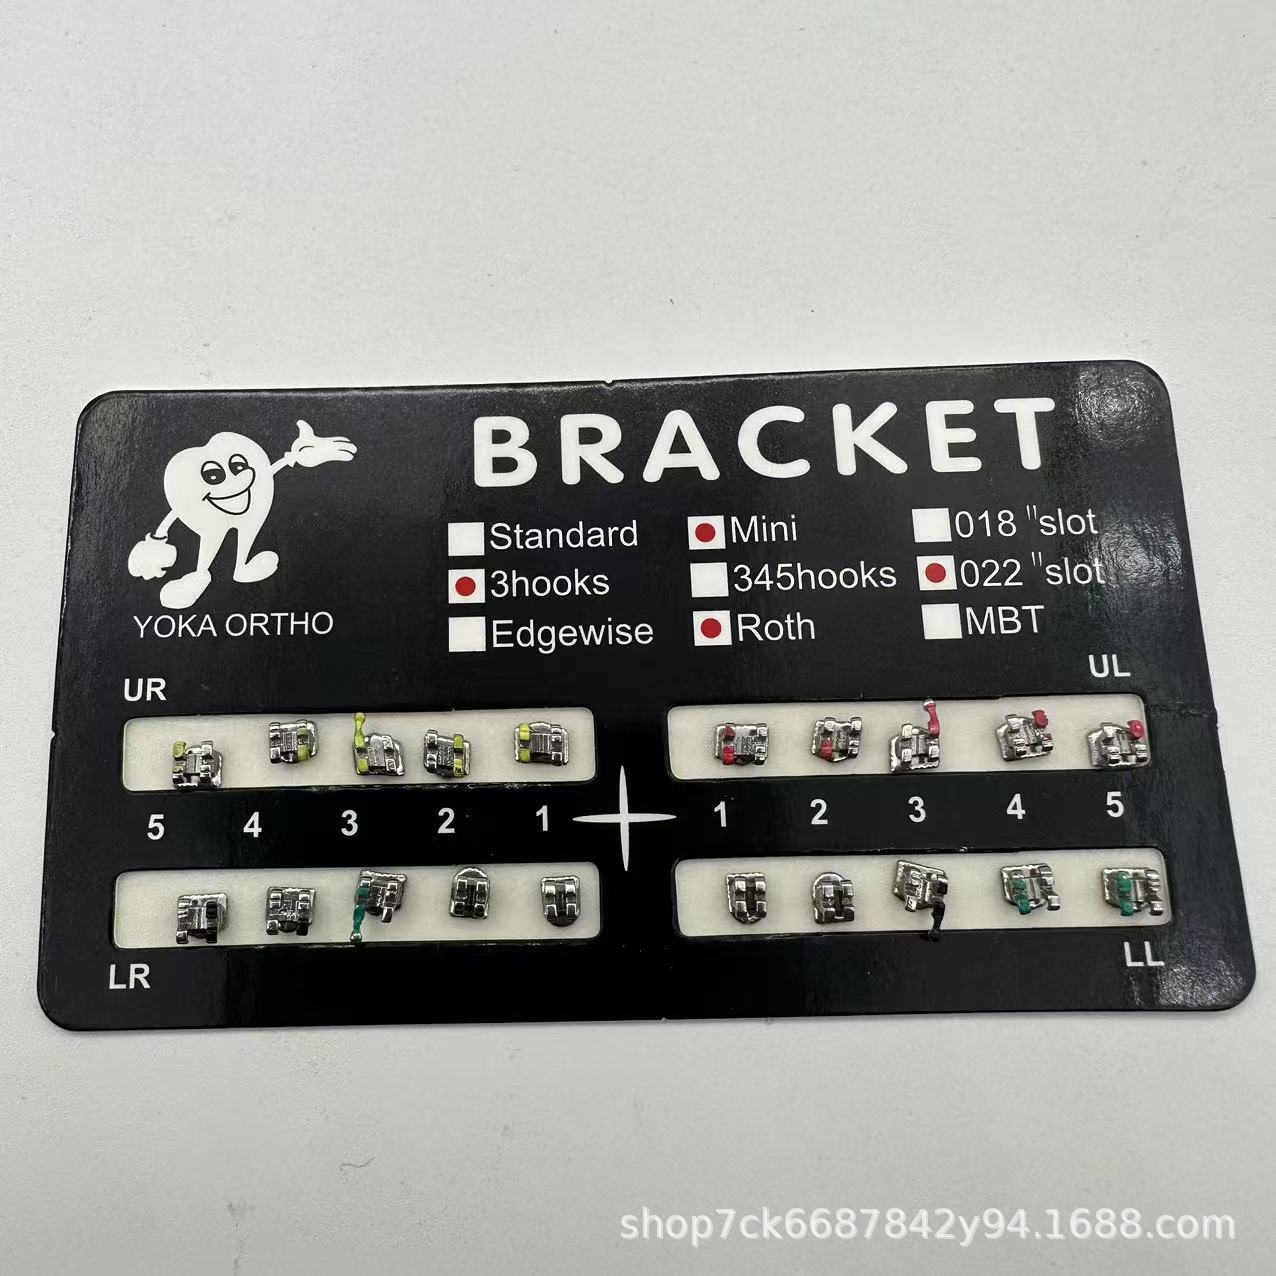 BRACKET
Standard Mini 018 "slot
3hooks 345hooks 022 "slot
Edgewise Roth MBT
YOKA ORTHO
UR UL
5 4 3 2 1 1 2 3 4 5
LR LL
shop7ck6687842y94.1688.com